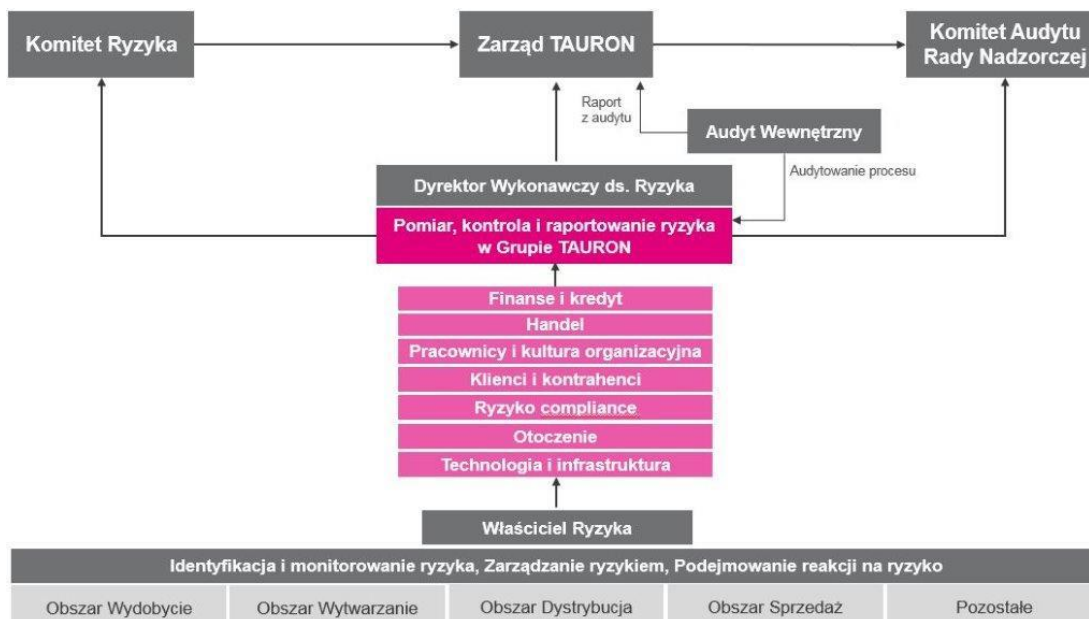 Komitet Ryzyka
Zarząd TAURON
Komitet Audytu
Rady Nadzorczej
Raport
z audytu
Audyt Wewnętrzny
Audytowanie procesu
Dyrektor Wykonawczy ds. Ryzyka
Pomiar, kontrola i raportowanie ryzyka
w Grupie TAURON
Finanse i kredyt
Handel
Pracownicy i kultura organizacyjna
Klienci i kontrahenci
Ryzyko compliance
Otoczenie
Technologia i infrastruktura
Właściciel Ryzyka
Identyfikacja i monitorowanie ryzyka, Zarządzanie ryzykiem, Podejmowanie reakcji na ryzyko
Obszar Wydobycie
Obszar Wytwarzanie
Obszar Dystrybucja
Obszar Sprzedaż
Pozostałe